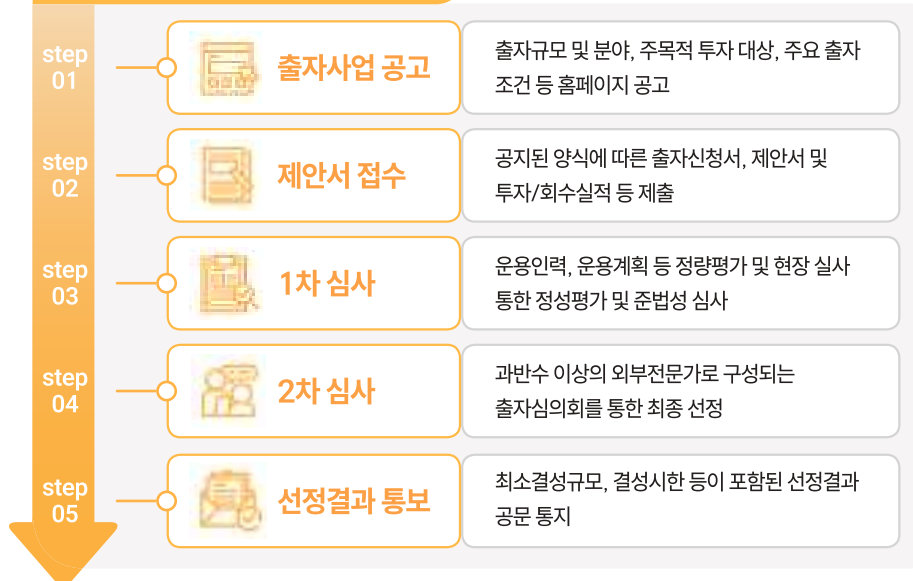 step
01
출자사업 공고
출자규모 및 분야, 주목적 투자 대상, 주요 출자
조건 등 홈페이지 공고
step
02
제안서 접수
공지된 양식에 따른 출자신청서, 제안서 및
투자/회수실적 등 제출
step
03
1차 심사
운용인력, 운용계획 등 정량평가 및 현장 실사
통한 정성평가 및 준법성 심사
step
04
2차 심사
과반수 이상의 외부전문가로 구성되는
출자심의회를 통한 최종 선정
step
05
선정결과 통보
최소결성규모, 결성시한 등이 포함된 선정결과
공문 통지